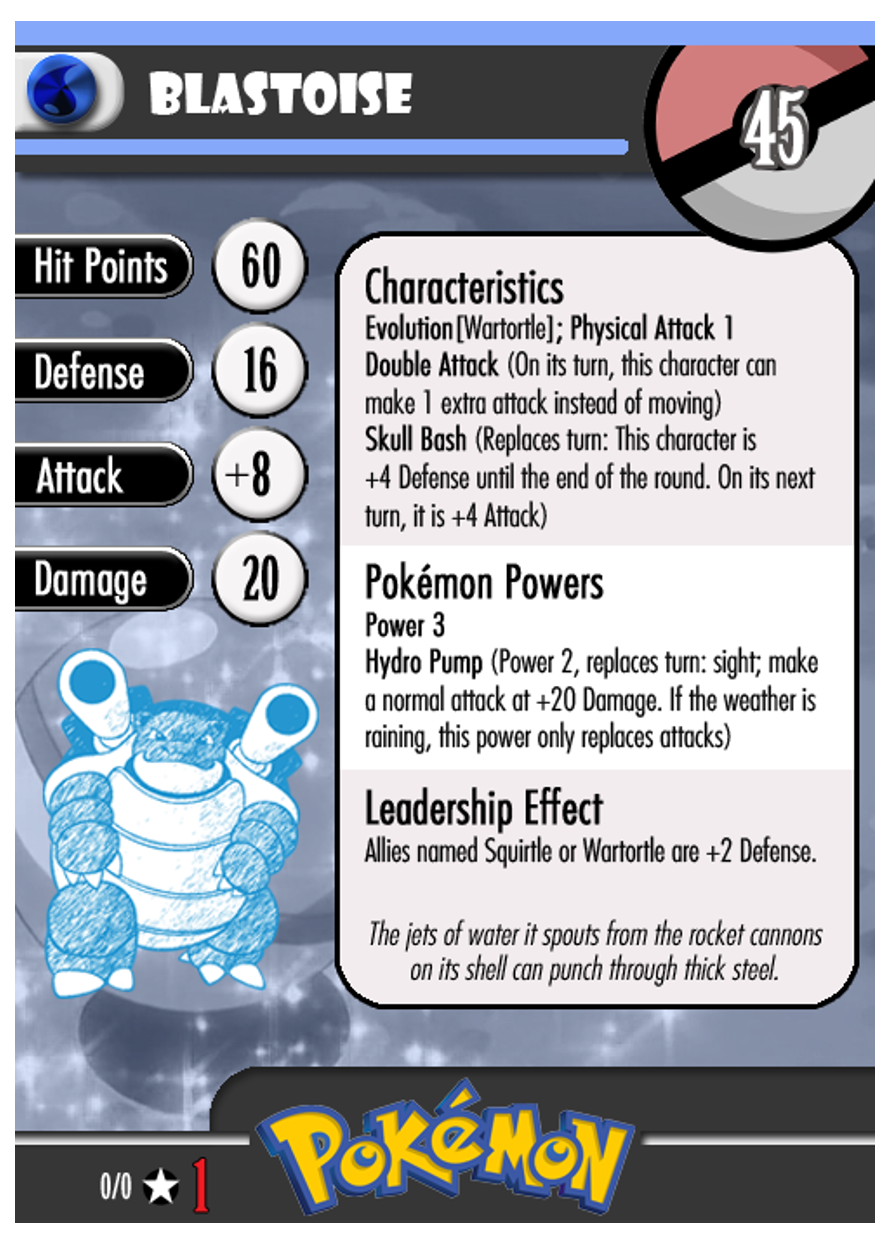 BLASTOISE
45
Hit Points 60
Defense 16
Attack +8
Damage 20
Characteristics
Evolution[Wartortle]; Physical Attack 1
Double Attack (On its turn, this character can
make 1 extra attack instead of moving)
Skull Bash (Replaces turn: This character is
+4 Defense until the end of the round. On its next
turn, it is +4 Attack)
Pokémon Powers
Power 3
Hydro Pump (Power 2, replaces turn: sight; make
a normal attack at +20 Damage. If the weather is
raining, this power only replaces attacks)
Leadership Effect
Allies named Squirtle or Wartortle are +2 Defense.
The jets of water it spouts from the rocket cannons
on its shell can punch through thick steel.
POKéMON
0/0 ★ 1